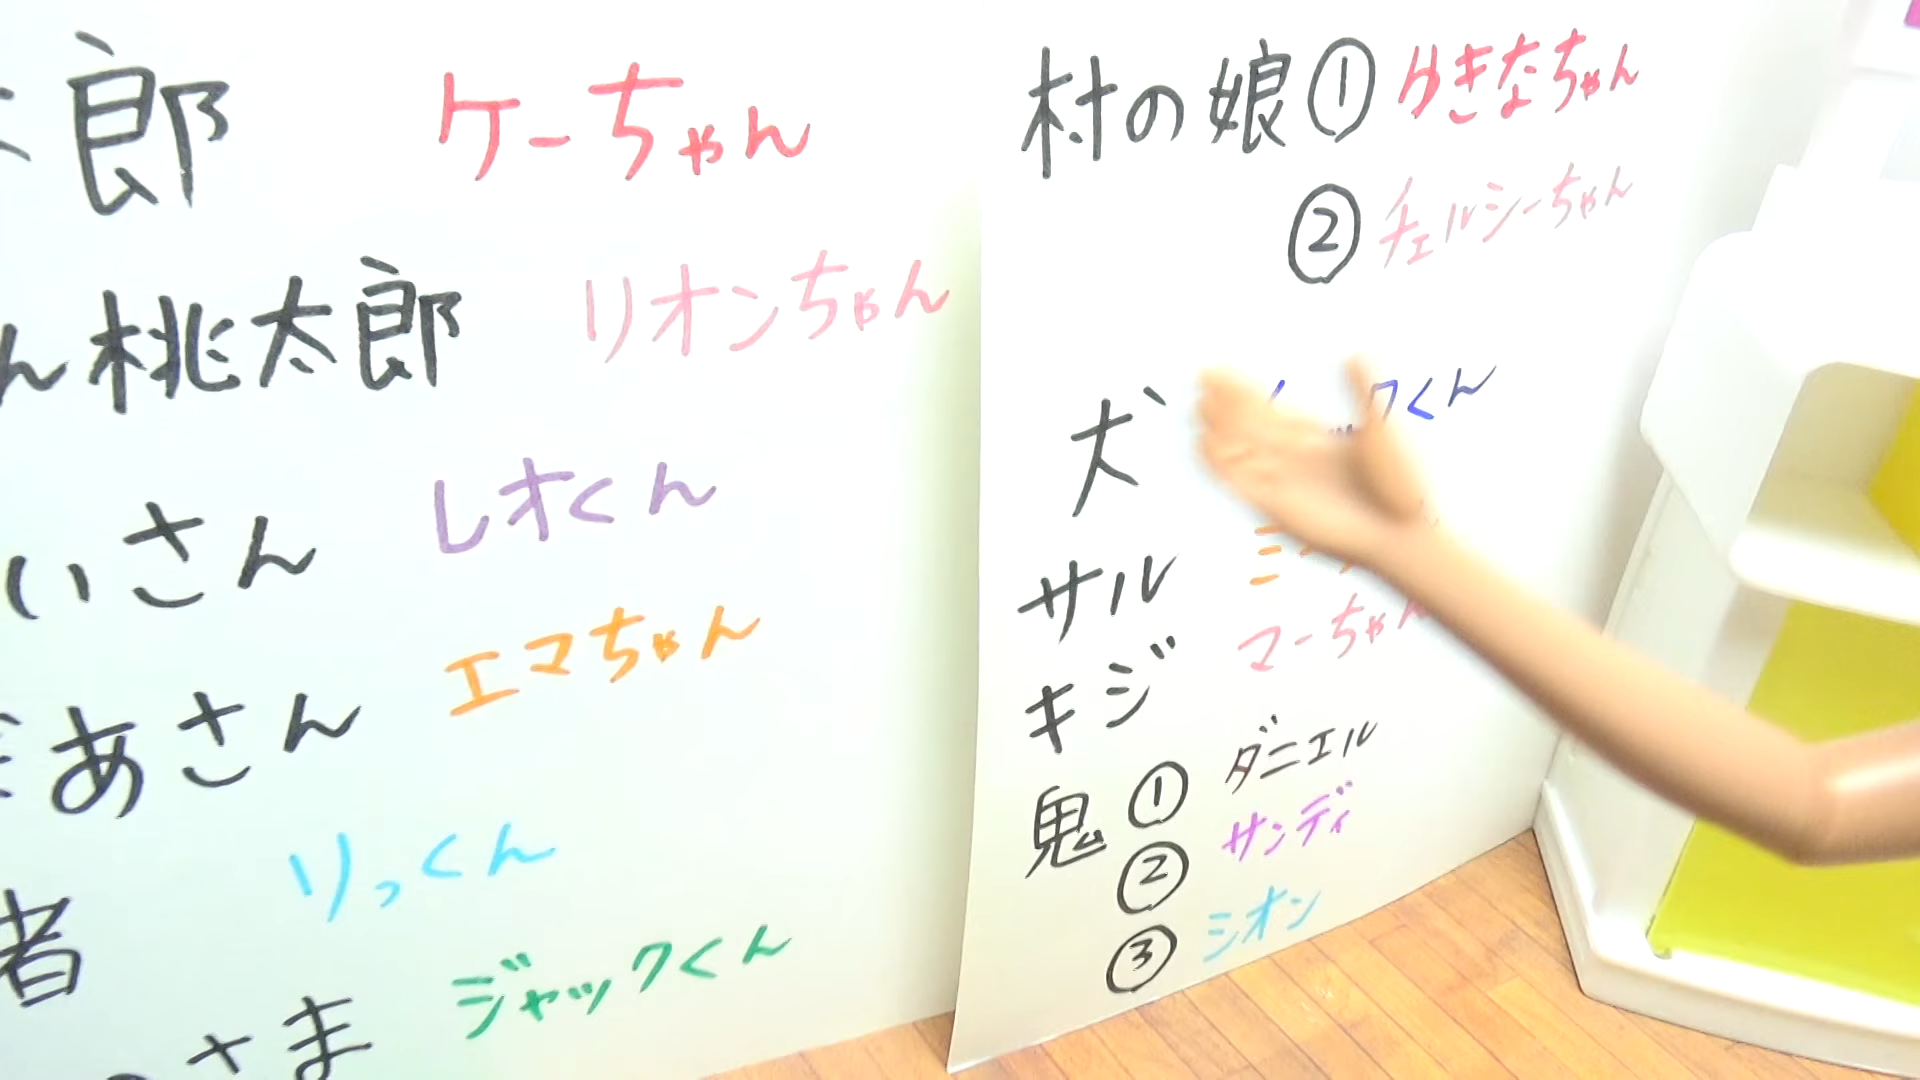 郎 ケーちゃん
ん桃太郎 リオンちゃん
いさん レオくん
あさん エマちゃん
者 りっくん
さま ジャックくん
村の娘① ゆきなちゃん
② チェルシーちゃん
犬 クくん
サル ミ
キジ マーちゃん
鬼① ダニエル
② サンディ
③ シオン